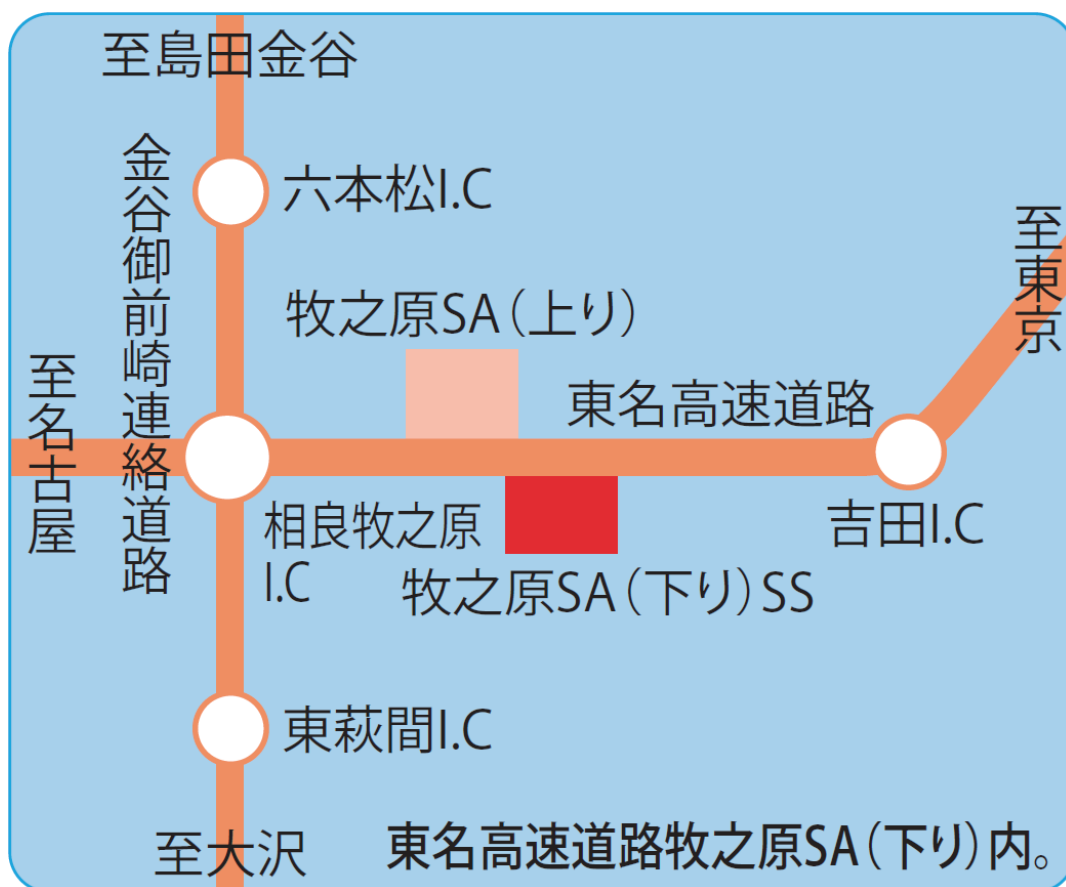 至島田金谷
金谷御前崎連絡道路
六本松I.C
至東京
牧之原SA（上り）
至名古屋
東名高速道路
相良牧之原
I.C
吉田I.C
牧之原SA（下り）SS
東萩間I.C
至大沢
東名高速道路牧之原SA（下り）内。